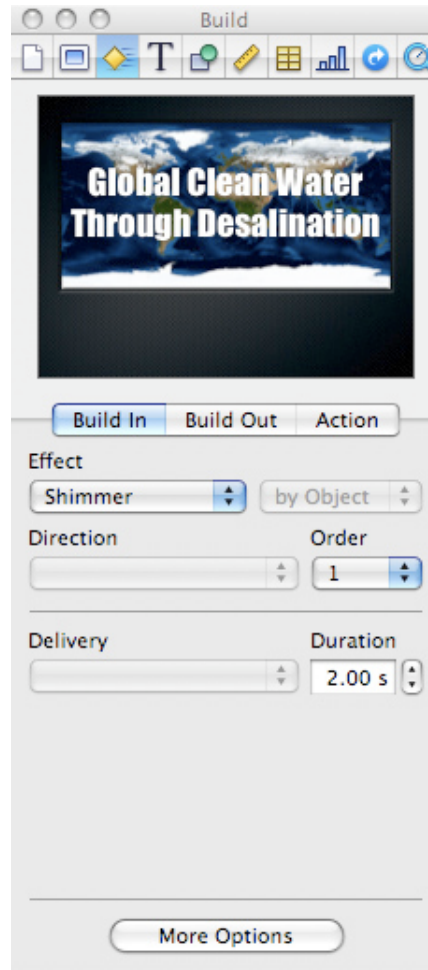 Build
T
Global Clean Water
Through Desalination
Build In Build Out Action
Effect
Shimmer by Object
Direction Order
1
Delivery Duration
2.00 s
More Options